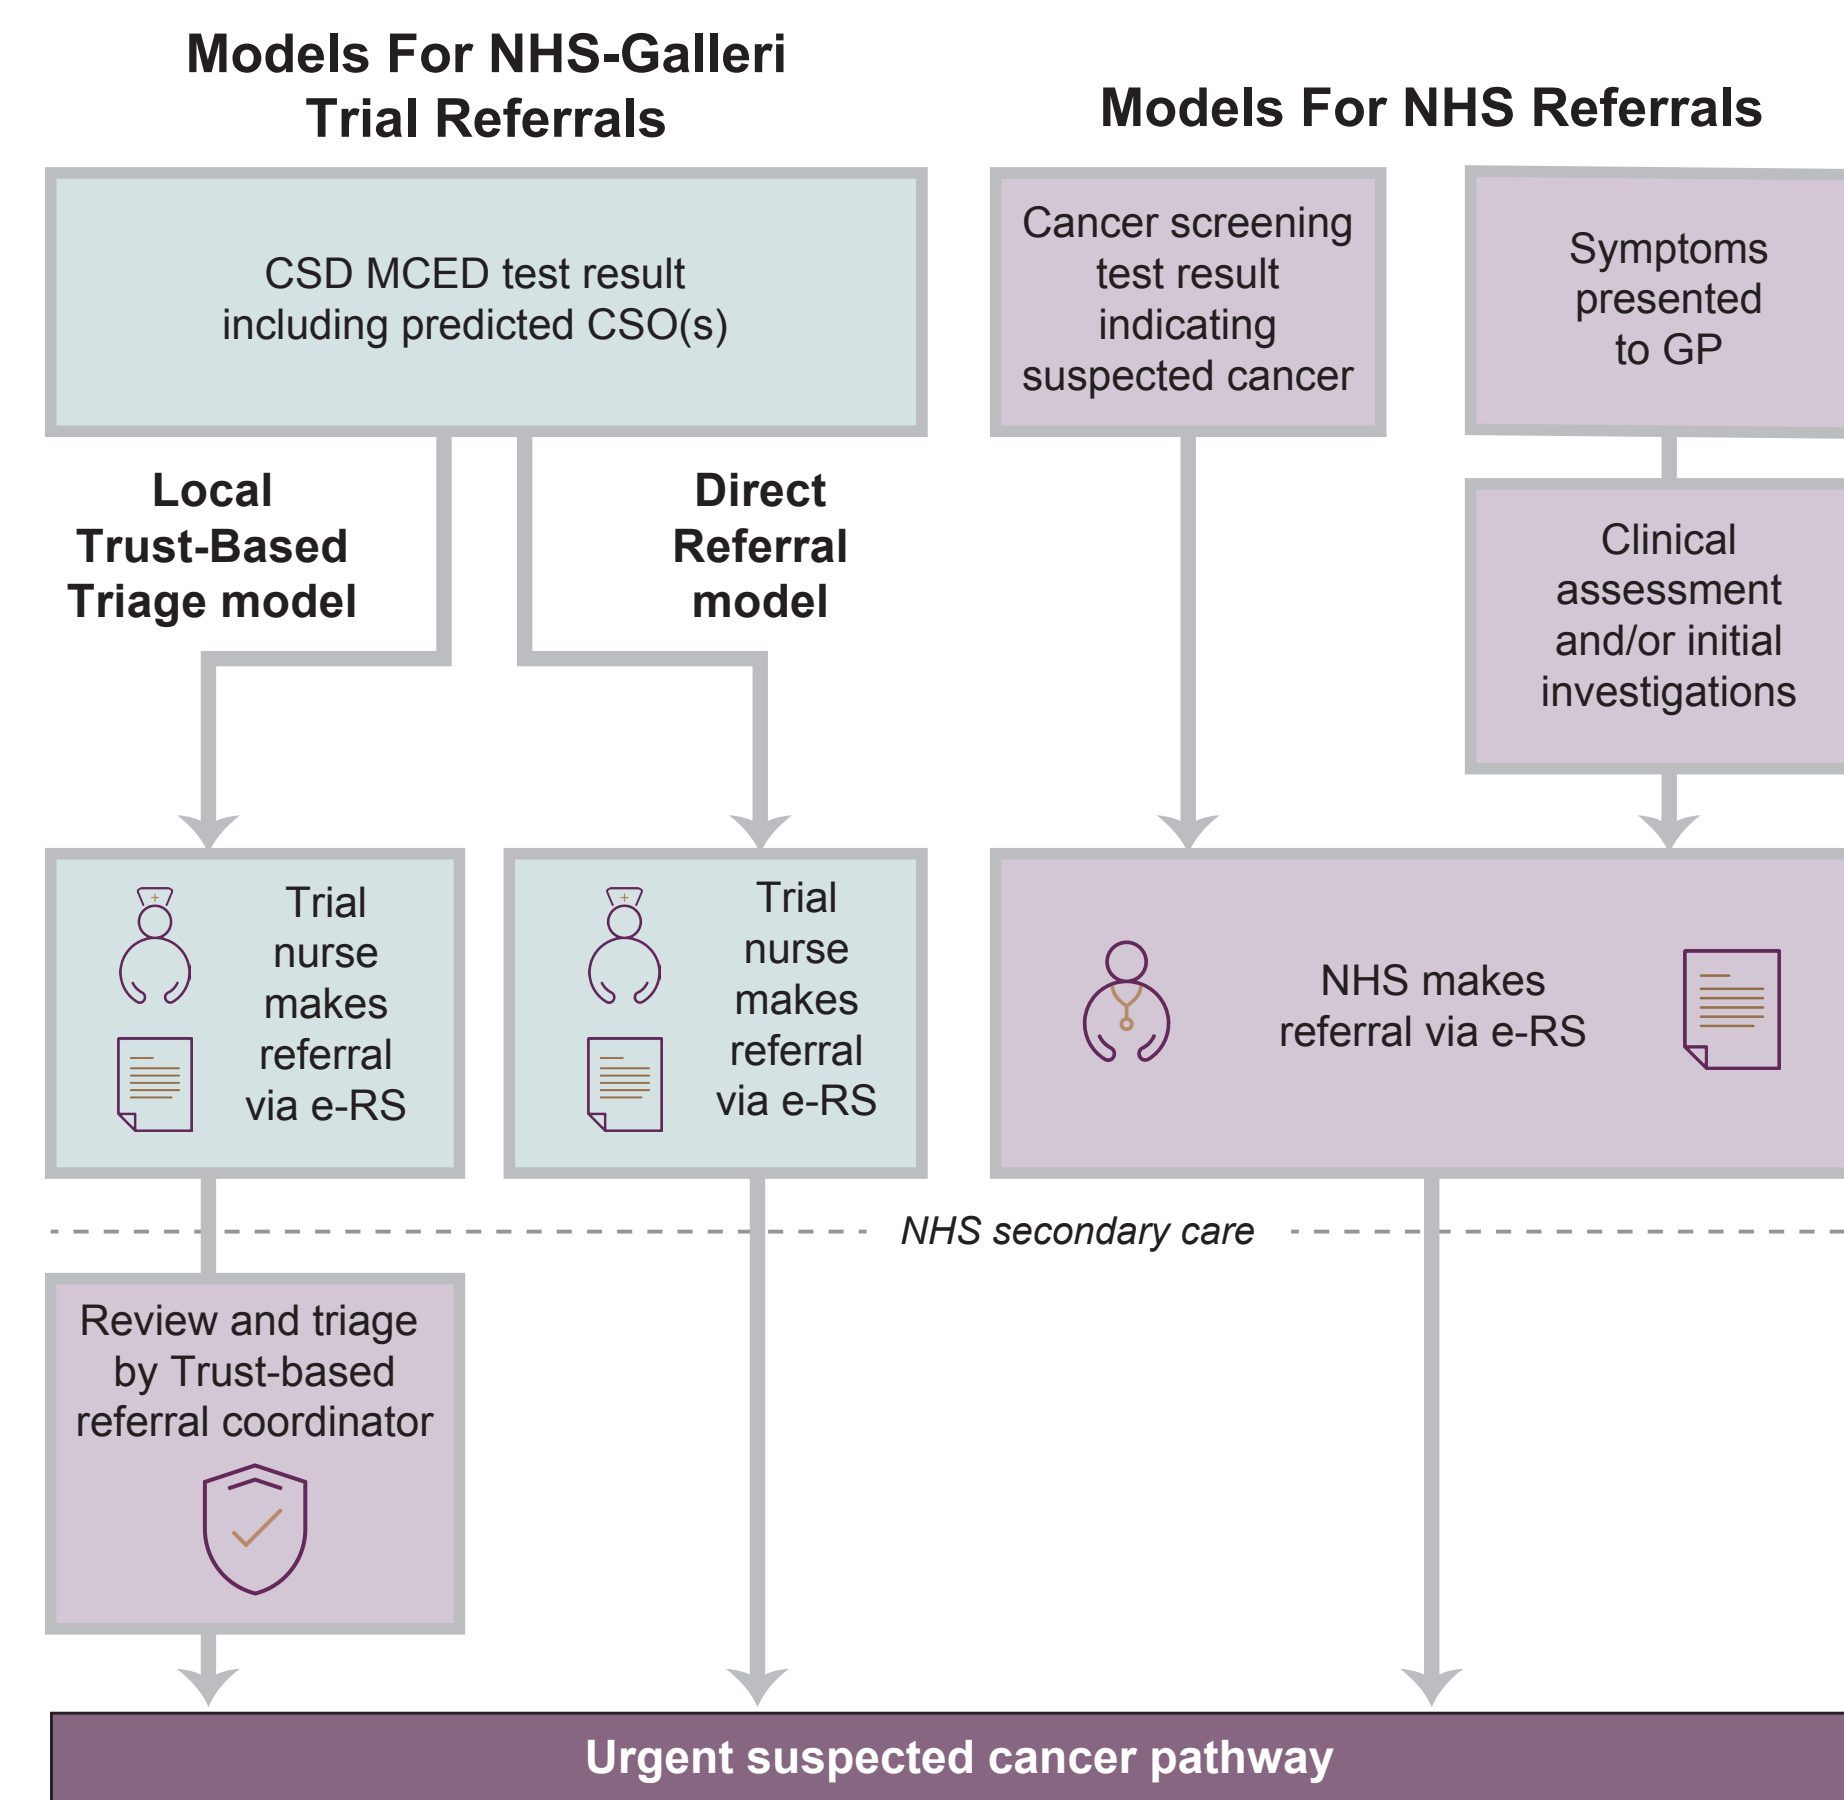 Models For NHS-Galleri
Trial Referrals
CSD MCED test result
including predicted CSO(s)
Local
Trust-Based
Triage model
Direct
Referral
model
Trial
nurse
makes
referral
via e-RS
Trial
nurse
makes
referral
via e-RS
Models For NHS Referrals
Cancer screening
test result
indicating
suspected cancer
Symptoms
presented
to GP
Clinical
assessment
and/or initial
investigations
NHS makes
referral via e-RS
NHS secondary care
Review and triage
by Trust-based
referral coordinator
Urgent suspected cancer pathway